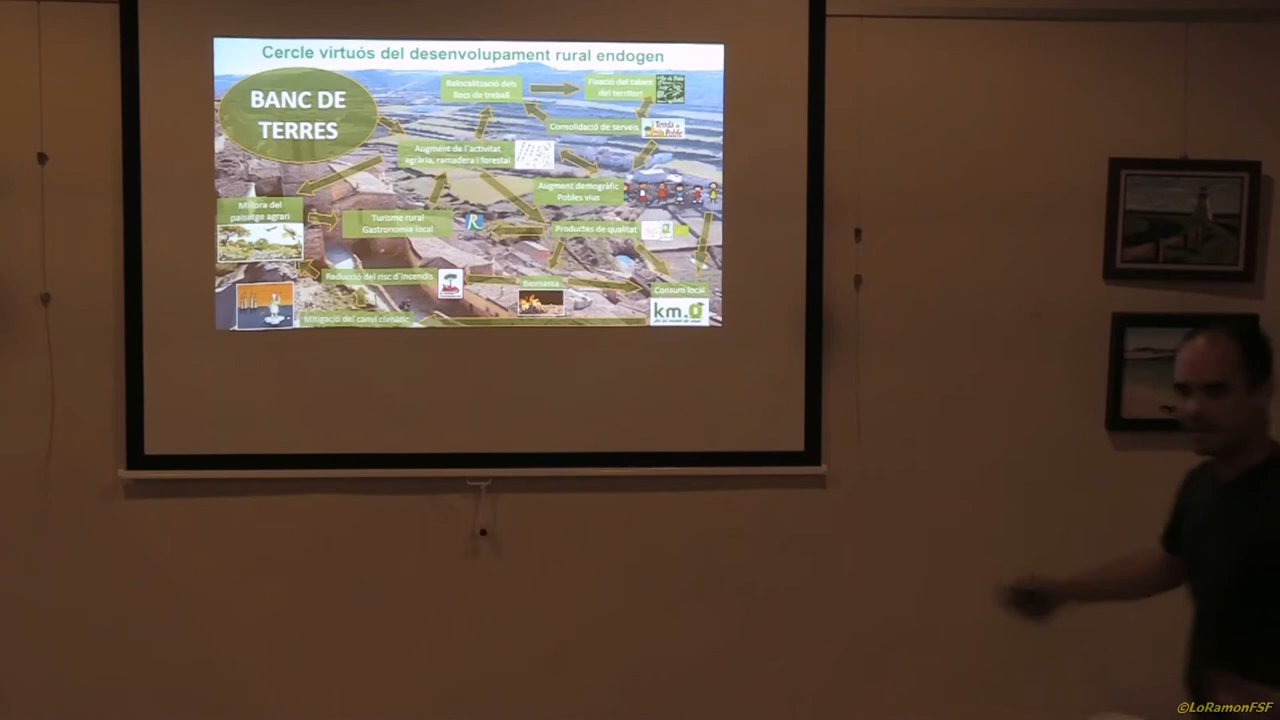 Cercle virtuós del desenvolupament rural endogen
BANC DE
TERRES
Relocalització dels
llocs de treball
Fixació del talent
del territori
Consolidació de serveis
Augment de l'activitat
agrària, ramadera i forestal
Augment demogràfic
Pobles vius
Millora del
paisatge agrari
Turisme rural
Gastronomia local
Productes de qualitat
Reducció del risc d'incendis
Biomassa
Consum local
km.0
Mitigació del canvi climàtic
©LoRamonFSF